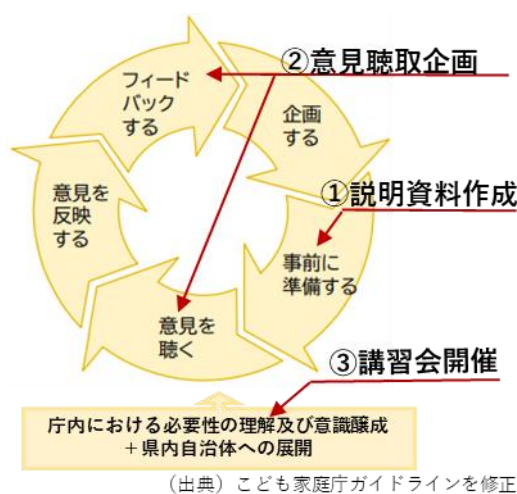 ②意見聴取企画
フィード
バック
する
企画
する
①説明資料作成
意見を
反映
する
事前に
準備する
意見を
聴く
③講習会開催
庁内における必要性の理解及び意識醸成
＋県内自治体への展開
（出典）こども家庭庁ガイドラインを修正